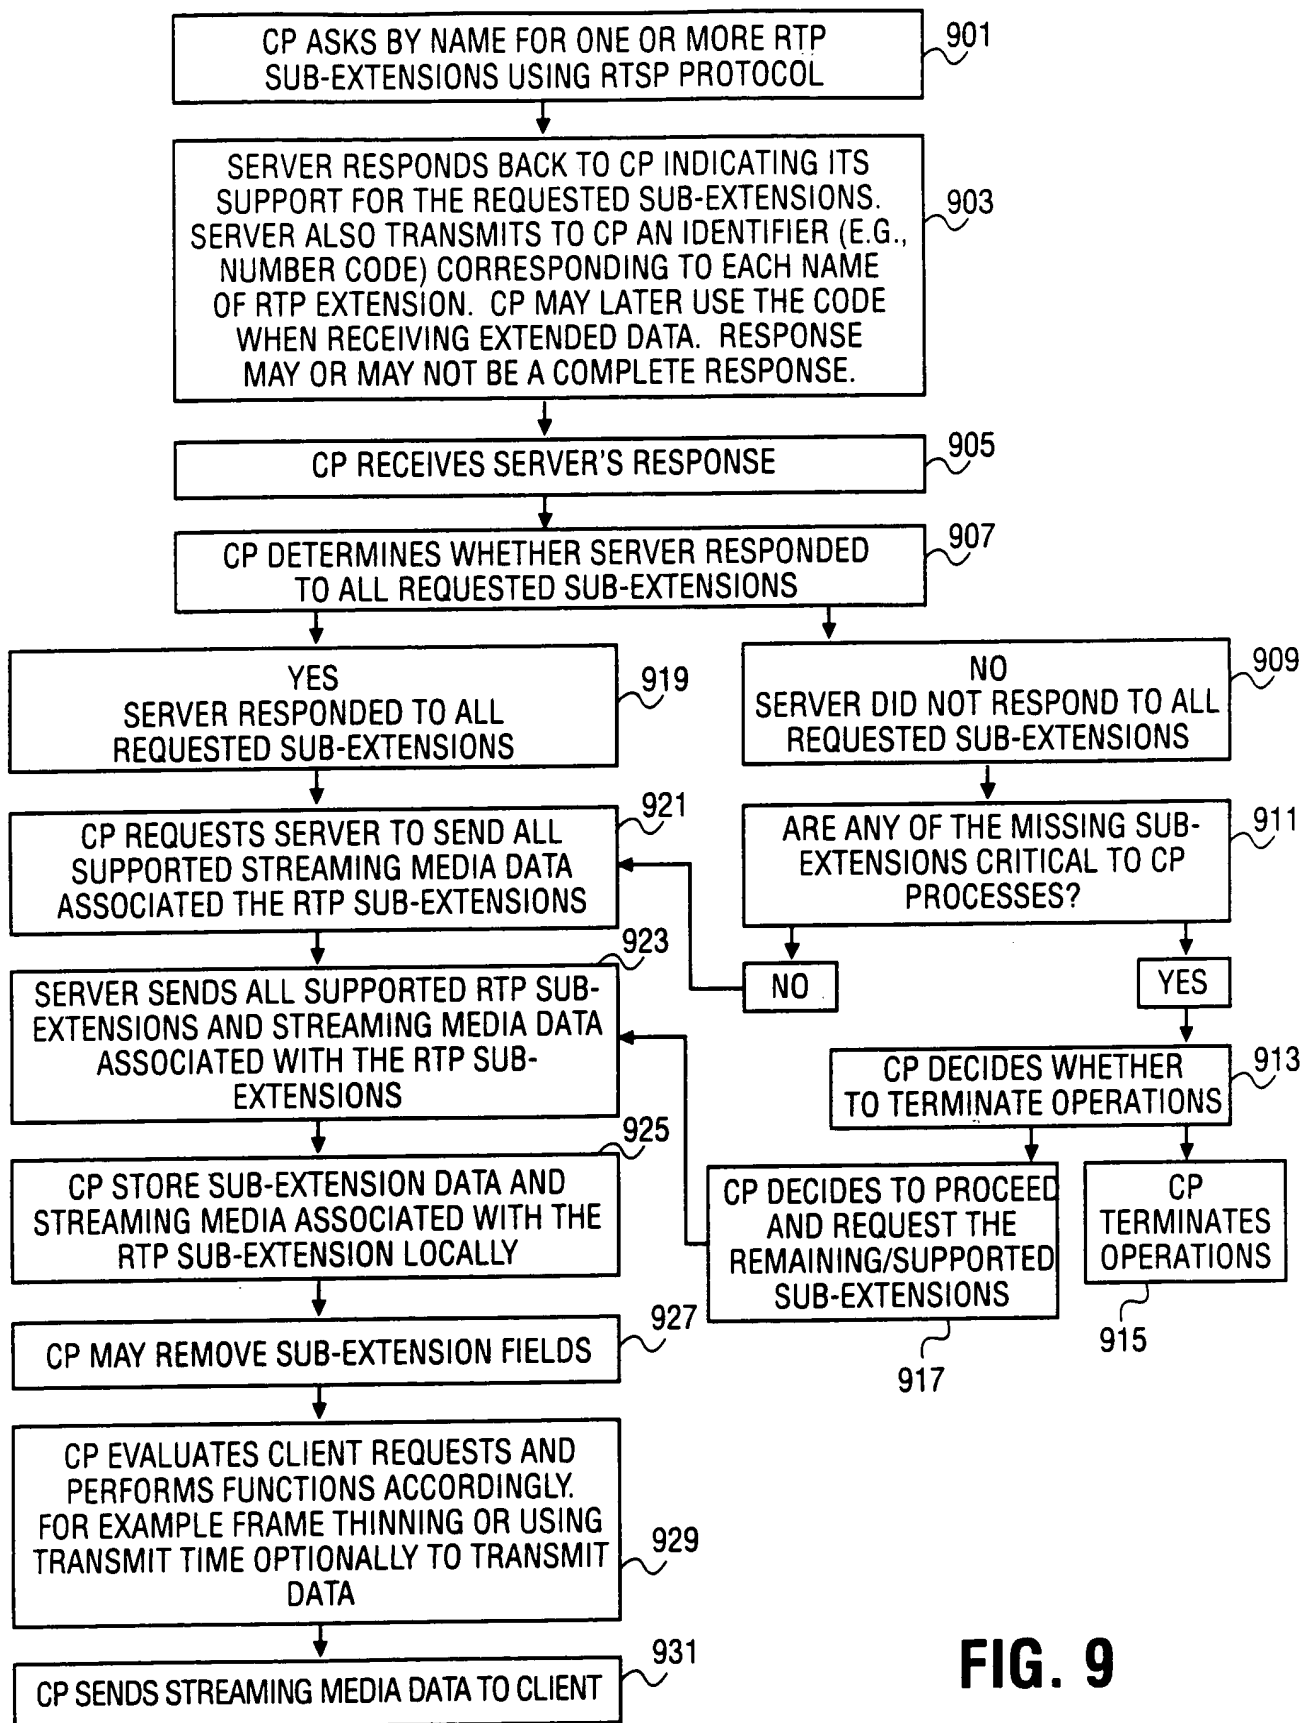 CP ASKS BY NAME FOR ONE OR MORE RTP
SUB-EXTENSIONS USING RTSP PROTOCOL
901
SERVER RESPONDS BACK TO CP INDICATING ITS
SUPPORT FOR THE REQUESTED SUB-EXTENSIONS.
SERVER ALSO TRANSMITS TO CP AN IDENTIFIER (E.G.,
NUMBER CODE) CORRESPONDING TO EACH NAME
OF RTP EXTENSION. CP MAY LATER USE THE CODE
WHEN RECEIVING EXTENDED DATA. RESPONSE
MAY OR MAY NOT BE A COMPLETE RESPONSE.
903
CP RECEIVES SERVER'S RESPONSE
905
CP DETERMINES WHETHER SERVER RESPONDED
TO ALL REQUESTED SUB-EXTENSIONS
907
YES
SERVER RESPONDED TO ALL
REQUESTED SUB-EXTENSIONS
919
NO
SERVER DID NOT RESPOND TO ALL
REQUESTED SUB-EXTENSIONS
909
CP REQUESTS SERVER TO SEND ALL
SUPPORTED STREAMING MEDIA DATA
ASSOCIATED THE RTP SUB-EXTENSIONS
921
ARE ANY OF THE MISSING SUB-
EXTENSIONS CRITICAL TO CP
PROCESSES?
911
NO
YES
SERVER SENDS ALL SUPPORTED RTP SUB-
EXTENSIONS AND STREAMING MEDIA DATA
ASSOCIATED WITH THE RTP SUB-
EXTENSIONS
923
CP DECIDES WHETHER
TO TERMINATE OPERATIONS
913
CP STORE SUB-EXTENSION DATA AND
STREAMING MEDIA ASSOCIATED WITH THE
RTP SUB-EXTENSION LOCALLY
925
CP DECIDES TO PROCEED
AND REQUEST THE
REMAINING/SUPPORTED
SUB-EXTENSIONS
917
CP
TERMINATES
OPERATIONS
915
CP MAY REMOVE SUB-EXTENSION FIELDS
927
CP EVALUATES CLIENT REQUESTS AND
PERFORMS FUNCTIONS ACCORDINGLY.
FOR EXAMPLE FRAME THINNING OR USING
TRANSMIT TIME OPTIONALLY TO TRANSMIT
DATA
929
CP SENDS STREAMING MEDIA DATA TO CLIENT
931
FIG. 9